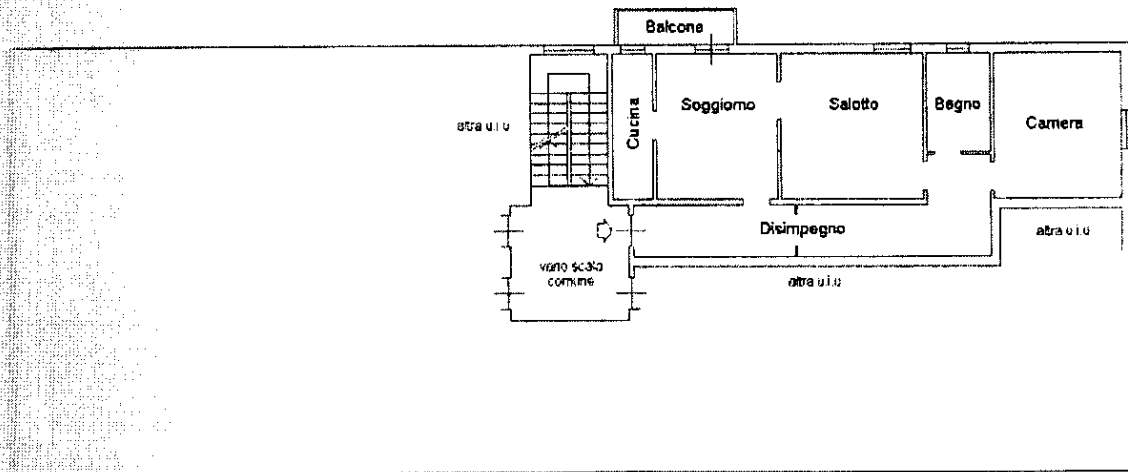 Balcone
altra u.i.u
Cucina
Soggiorno
Salotto
Bagno
Camera
Disimpegno
altra u.i.u
vano scala
comune
altra u.i.u